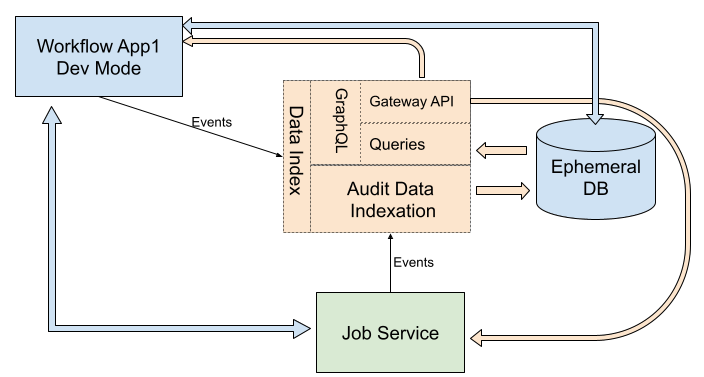 Workflow App1
Dev Mode
Events
Data Index
GraphQL
Gateway API
Queries
Audit Data
Indexation
Ephemeral
DB
Events
Job Service